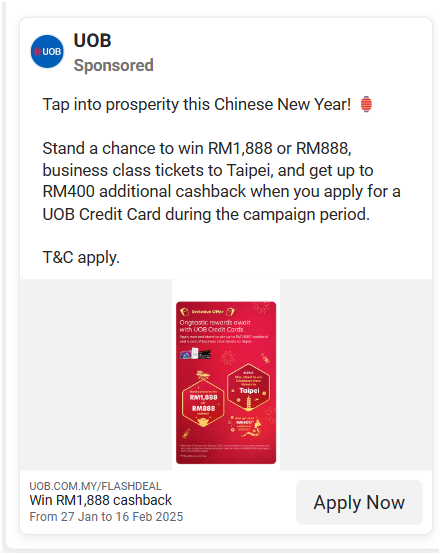 UOB
UOB
Sponsored
Tap into prosperity this Chinese New Year! 🏮
Stand a chance to win RM1,888 or RM888,
business class tickets to Taipei, and get up to
RM400 additional cashback when you apply for a
UOB Credit Card during the campaign period.
T&C apply.
Exclusive Offer
Ongtastic rewards await
with UOB Credit Cards
RM1,888
or
RM888
Taipei
UOB.COM.MY/FLASHDEAL
Win RM1,888 cashback
From 27 Jan to 16 Feb 2025
Apply Now